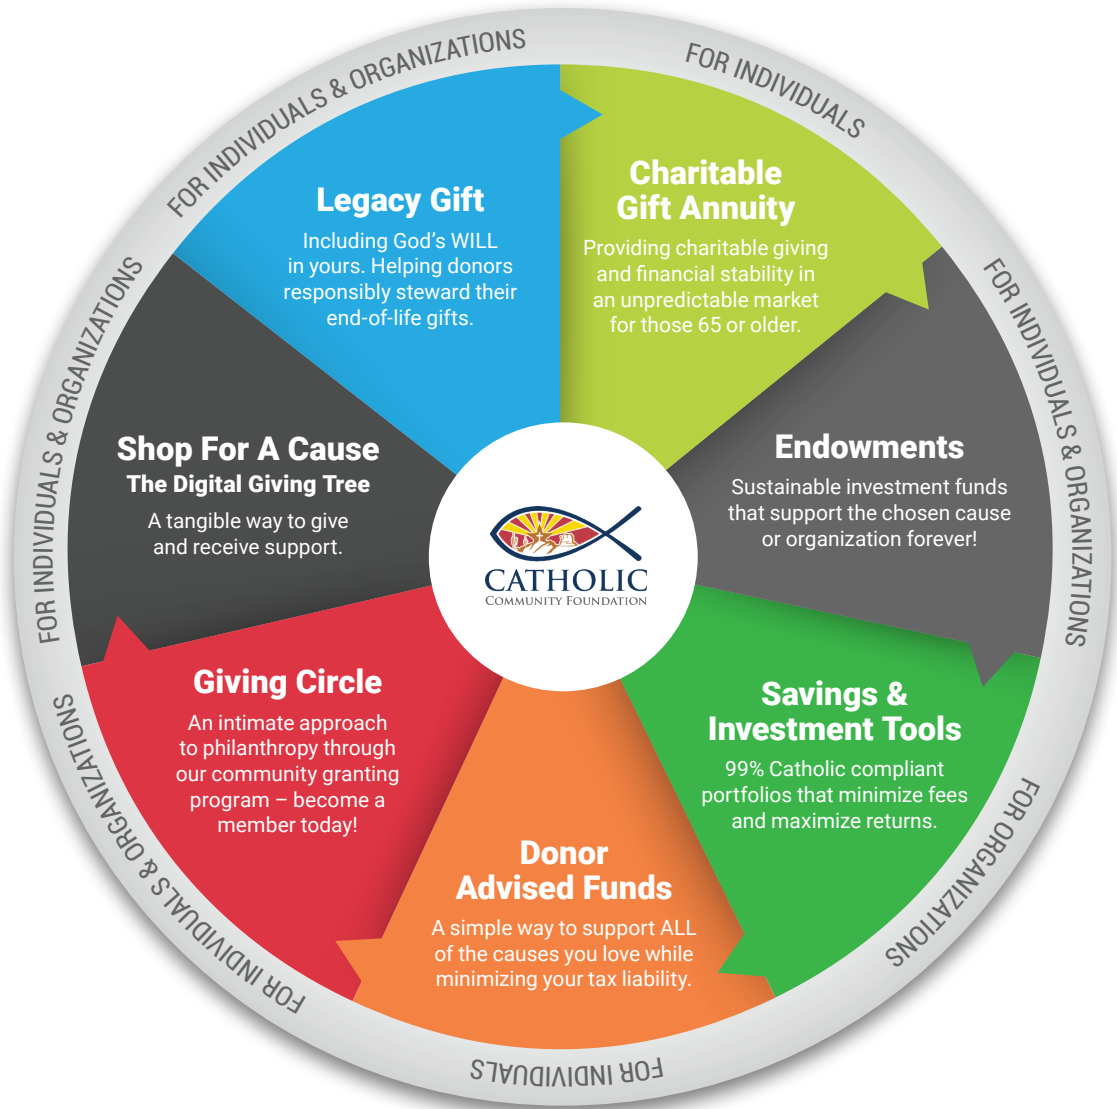 FOR INDIVIDUALS
Charitable
Gift Annuity
Providing charitable giving
and financial stability in
an unpredictable market
for those 65 or older.
FOR INDIVIDUALS & ORGANIZATIONS
Endowments
Sustainable investment funds
that support the chosen cause
or organization forever!
FOR ORGANIZATIONS
Savings &
Investment Tools
99% Catholic compliant
portfolios that minimize fees
and maximize returns.
FOR INDIVIDUALS
Donor
Advised Funds
A simple way to support ALL
of the causes you love while
minimizing your tax liability.
FOR INDIVIDUALS & ORGANIZATIONS
Giving Circle
An intimate approach
to philanthropy through
our community granting
program – become a
member today!
FOR INDIVIDUALS & ORGANIZATIONS
Shop For A Cause
The Digital Giving Tree
A tangible way to give
and receive support.
FOR INDIVIDUALS & ORGANIZATIONS
Legacy Gift
Including God's WILL
in yours. Helping donors
responsibly steward their
end-of-life gifts.
CATHOLIC
COMMUNITY FOUNDATION